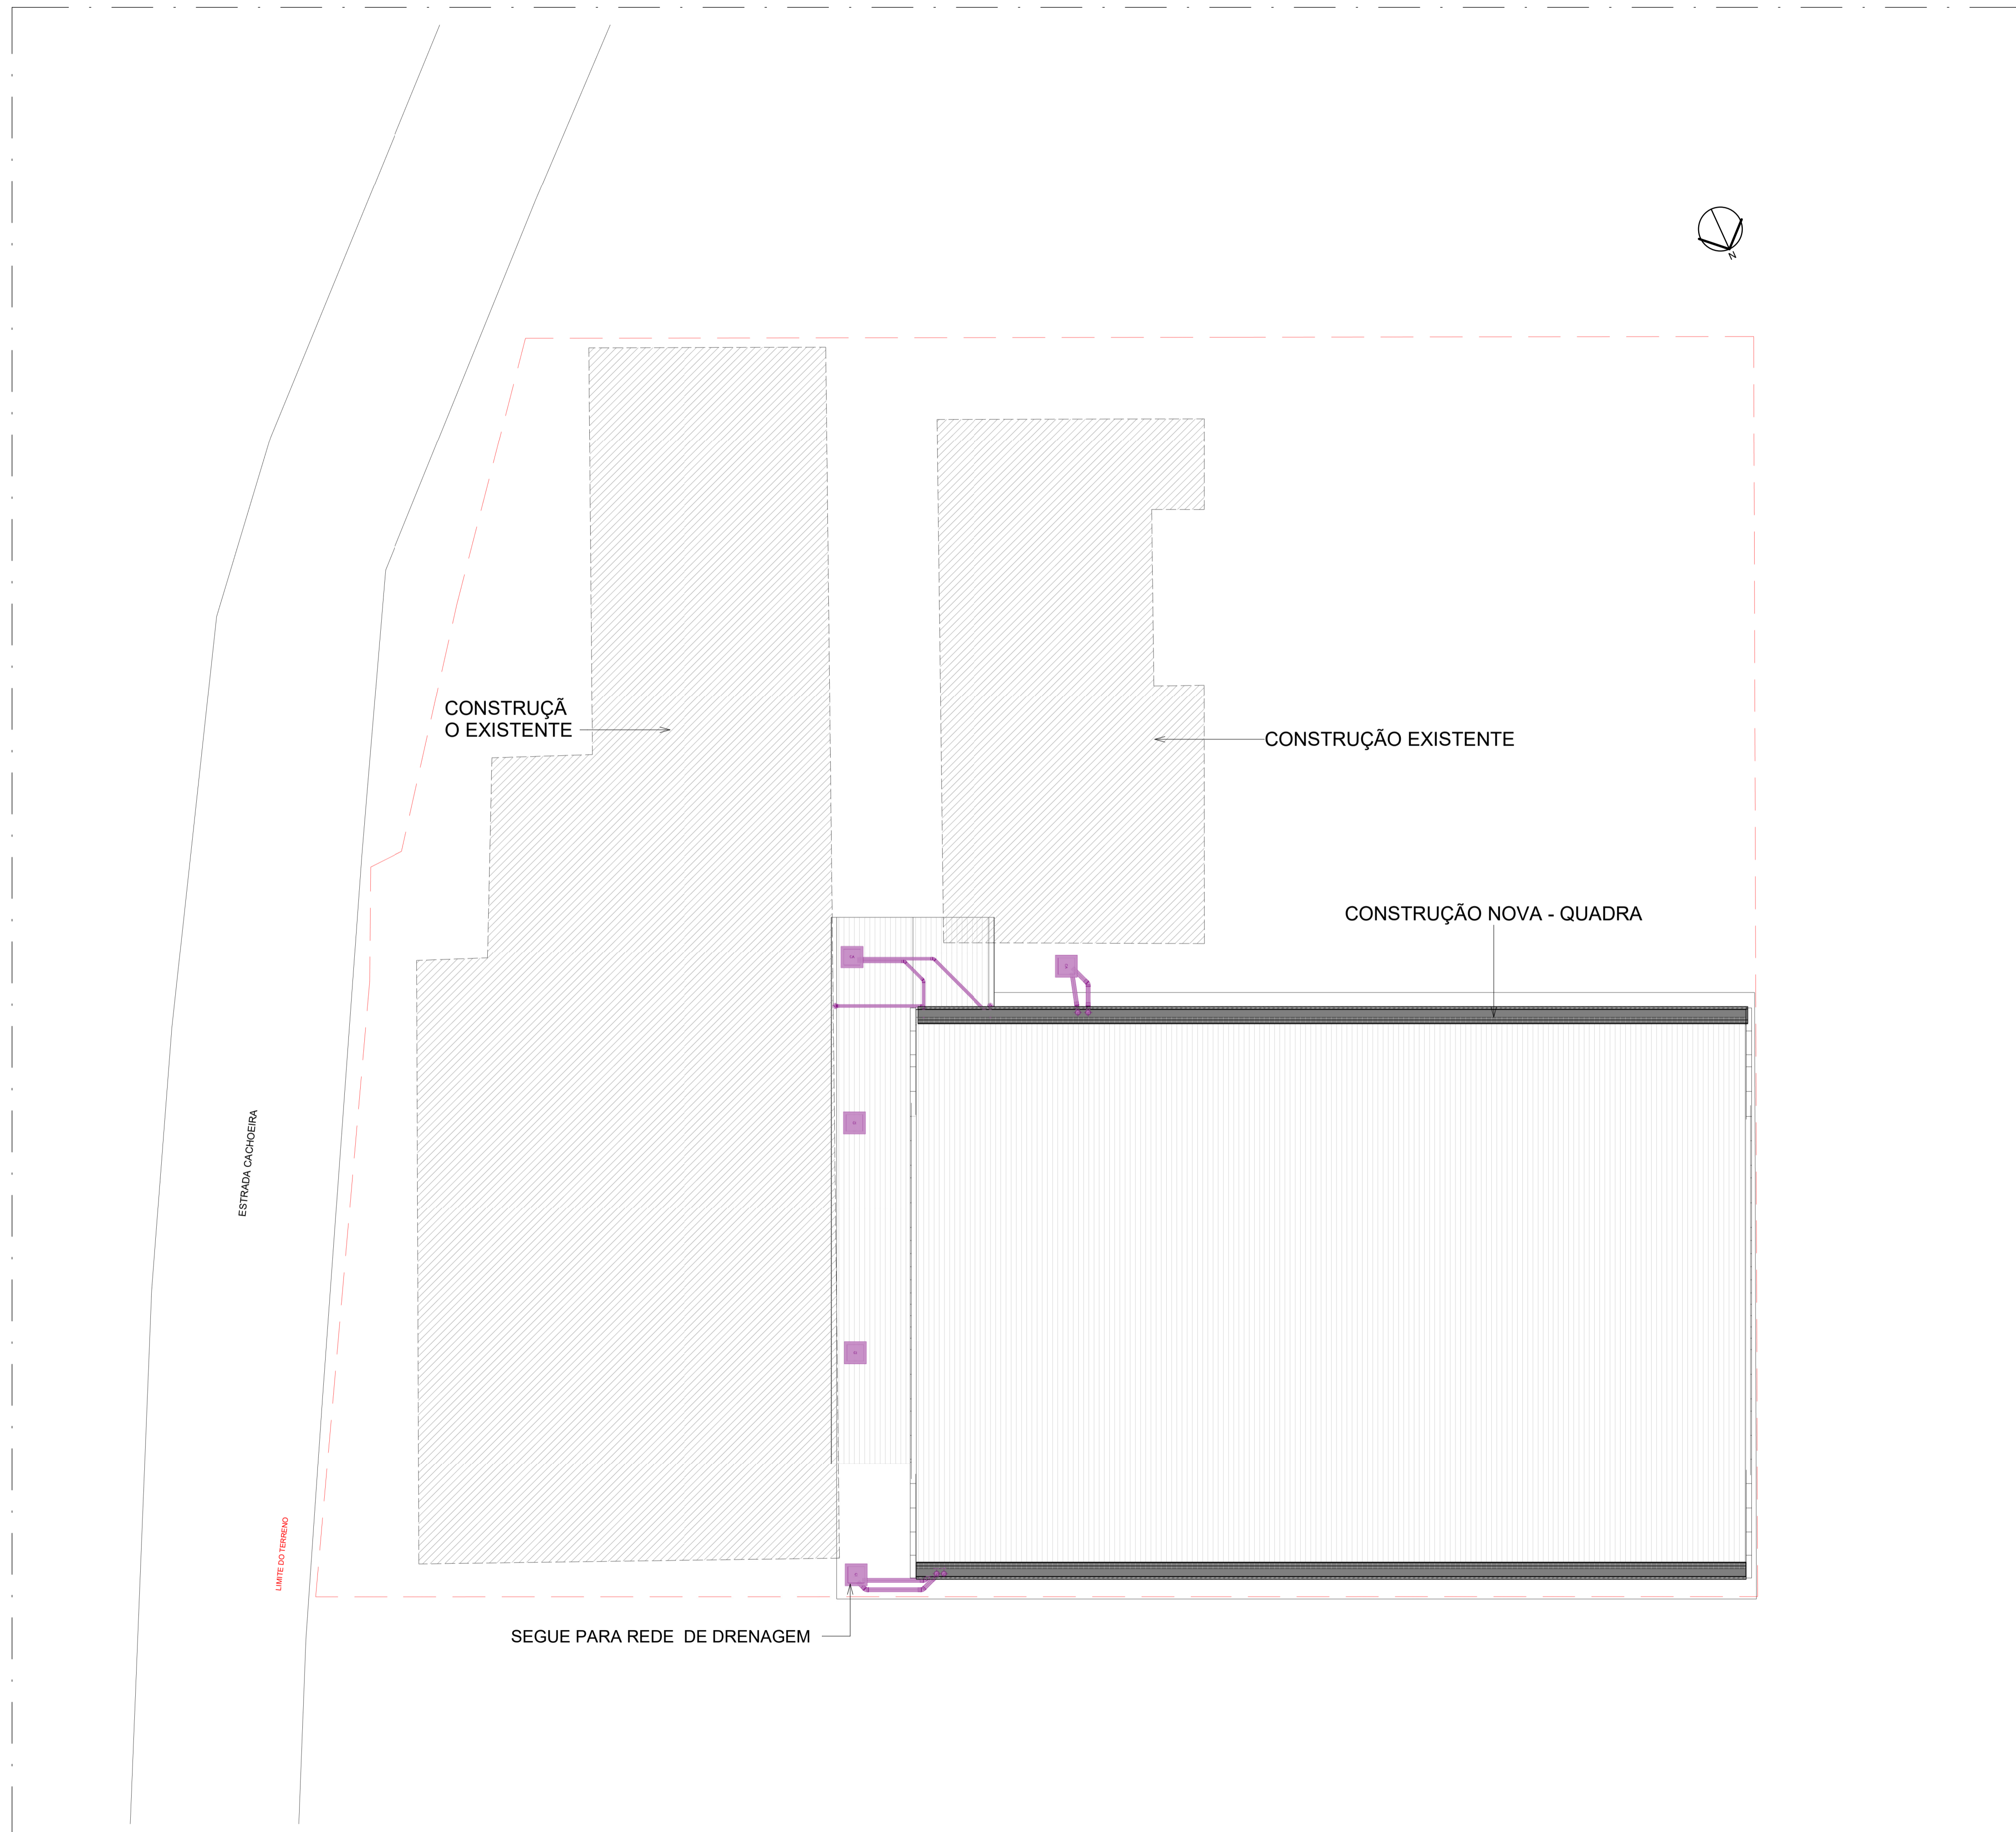 N
CONSTRUÇÃ
O EXISTENTE
CONSTRUÇÃO EXISTENTE
CONSTRUÇÃO NOVA - QUADRA
ESTRADA CACHOEIRA
LIMITE DO TERRENO
SEGUE PARA REDE DE DRENAGEM